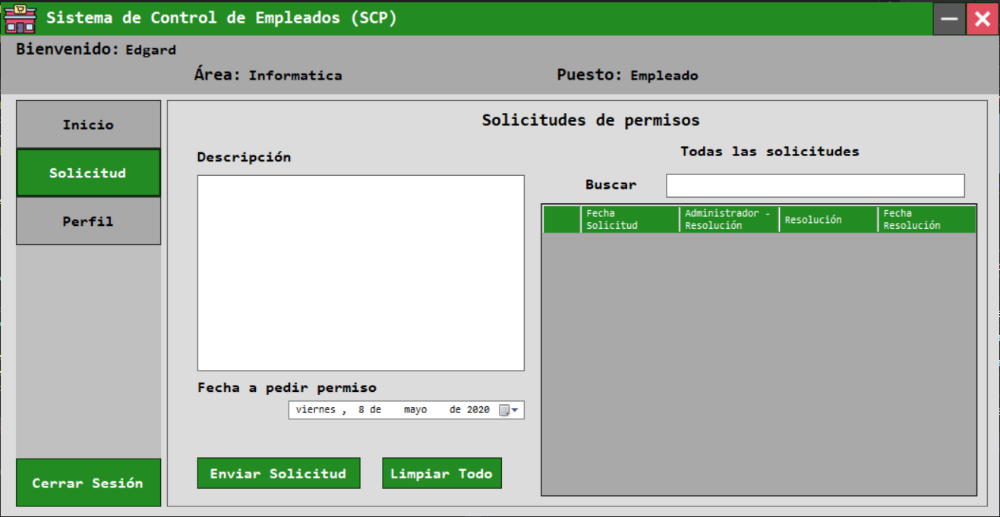 Sistema de Control de Empleados (SCP)
Bienvenido: Edgard
Área: Informatica
Puesto: Empleado
Inicio
Solicitud
Perfil
Cerrar Sesión
Solicitudes de permisos
Descripción
Fecha a pedir permiso
viernes , 8 de mayo de 2020
Enviar Solicitud
Limpiar Todo
Todas las solicitudes
Buscar
Fecha
Solicitud
Administrador -
Resolución
Resolución
Fecha
Resolución